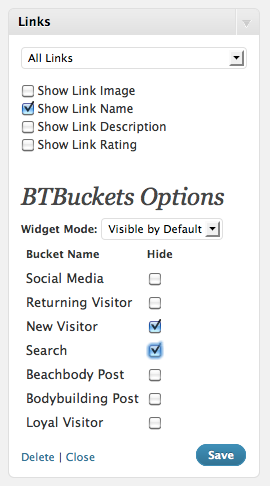 Links
All Links
Show Link Image
Show Link Name
Show Link Description
Show Link Rating
BTBuckets Options
Widget Mode: Visible by Default
Bucket Name Hide
Social Media
Returning Visitor
New Visitor
Search
Beachbody Post
Bodybuilding Post
Loyal Visitor
Delete | Close Save